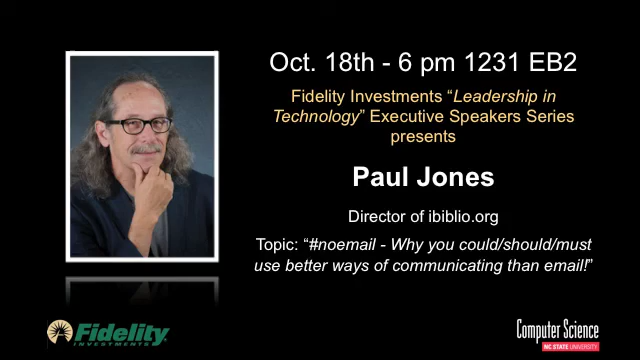 Oct. 18th - 6 pm 1231 EB2
Fidelity Investments “Leadership in
Technology” Executive Speakers Series
presents
Paul Jones
Director of ibiblio.org
Topic: “#noemail - Why you could/should/must
use better ways of communicating than email!”
Fidelity
INVESTMENTS
Computer Science
NC STATE UNIVERSITY